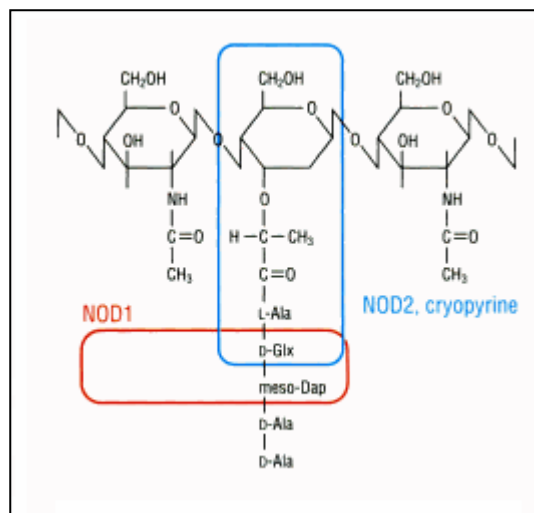 CH₂OH CH₂OH CH₂OH
O O O
OH OH
O O O O
NH O NH
C=O H–C–CH₃ C=O
CH₃ C=O CH₃
L-Ala
NOD1 NOD2, cryopyrine
D-Glx
meso-Dap
D-Ala
D-Ala